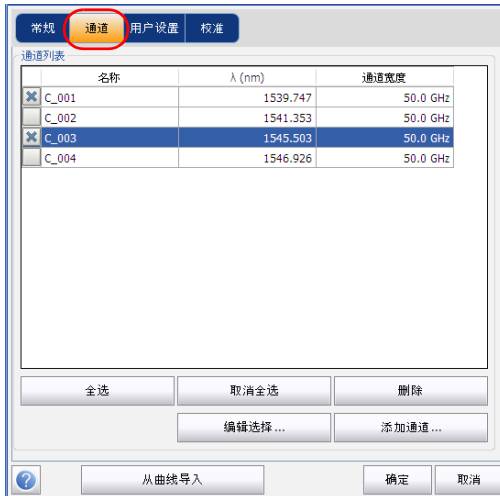 常规 通道 用户设置 校准
通道列表
名称 λ (nm) 通道宽度
C_001 1539.747 50.0 GHz
C_002 1541.353 50.0 GHz
C_003 1545.503 50.0 GHz
C_004 1546.926 50.0 GHz
全选 取消全选 删除
编辑选择... 添加通道...
? 从曲线导入 确定 取消